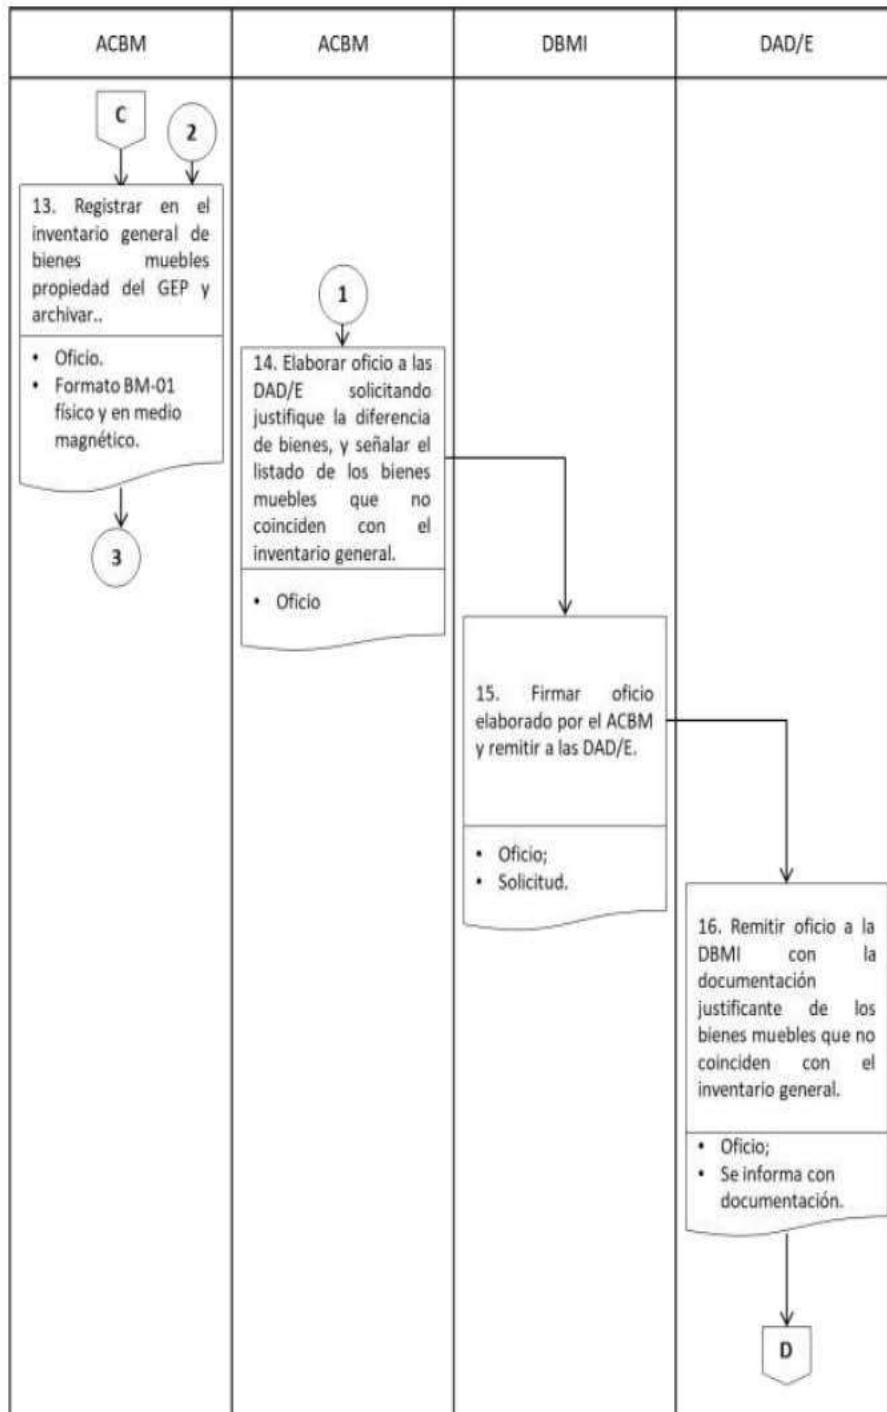 ACBM
ACBM
DBMI
DAD/E
C
2
13. Registrar en el
inventario general de
bienes muebles
propiedad del GEP y
archivar..
• Oficio.
• Formato BM-01
físico y en medio
magnético.
3
1
14. Elaborar oficio a las
DAD/E solicitando
justifique la diferencia
de bienes, y señalar el
listado de los bienes
muebles que no
coinciden con el
inventario general.
• Oficio
15. Firmar oficio
elaborado por el ACBM
y remitir a las DAD/E.
• Oficio;
• Solicitud.
16. Remitir oficio a la
DBMI con la
documentación
justificante de los
bienes muebles que no
coinciden con el
inventario general.
• Oficio;
• Se informa con
documentación.
D